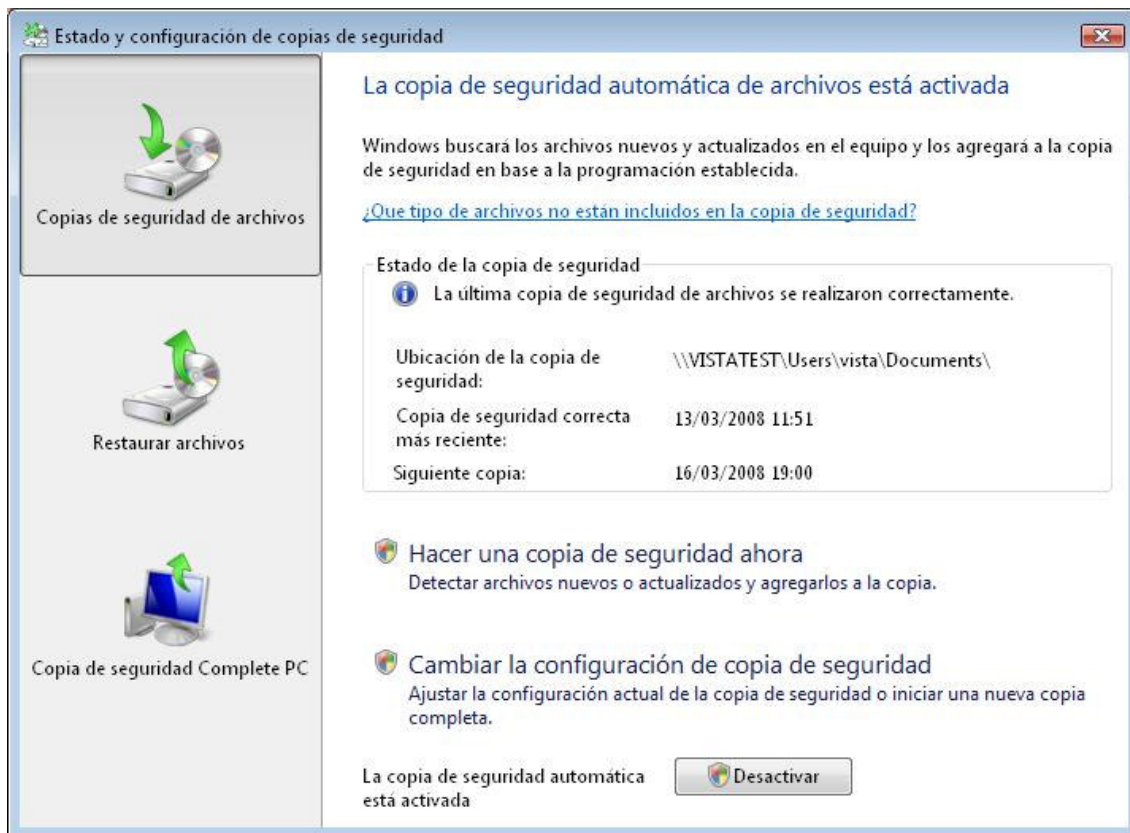 Estado y configuración de copias de seguridad
Copias de seguridad de archivos
Restaurar archivos
Copia de seguridad Complete PC
La copia de seguridad automática de archivos está activada
Windows buscará los archivos nuevos y actualizados en el equipo y los agregará a la copia
de seguridad en base a la programación establecida.
¿Que tipo de archivos no están incluidos en la copia de seguridad?
Estado de la copia de seguridad
La última copia de seguridad de archivos se realizaron correctamente.
Ubicación de la copia de
seguridad:
\\VISTATEST\Users\vista\Documents\
Copia de seguridad correcta
más reciente:
13/03/2008 11:51
Siguiente copia:
16/03/2008 19:00
Hacer una copia de seguridad ahora
Detectar archivos nuevos o actualizados y agregarlos a la copia.
Cambiar la configuración de copia de seguridad
Ajustar la configuración actual de la copia de seguridad o iniciar una nueva copia
completa.
La copia de seguridad automática
está activada
Desactivar